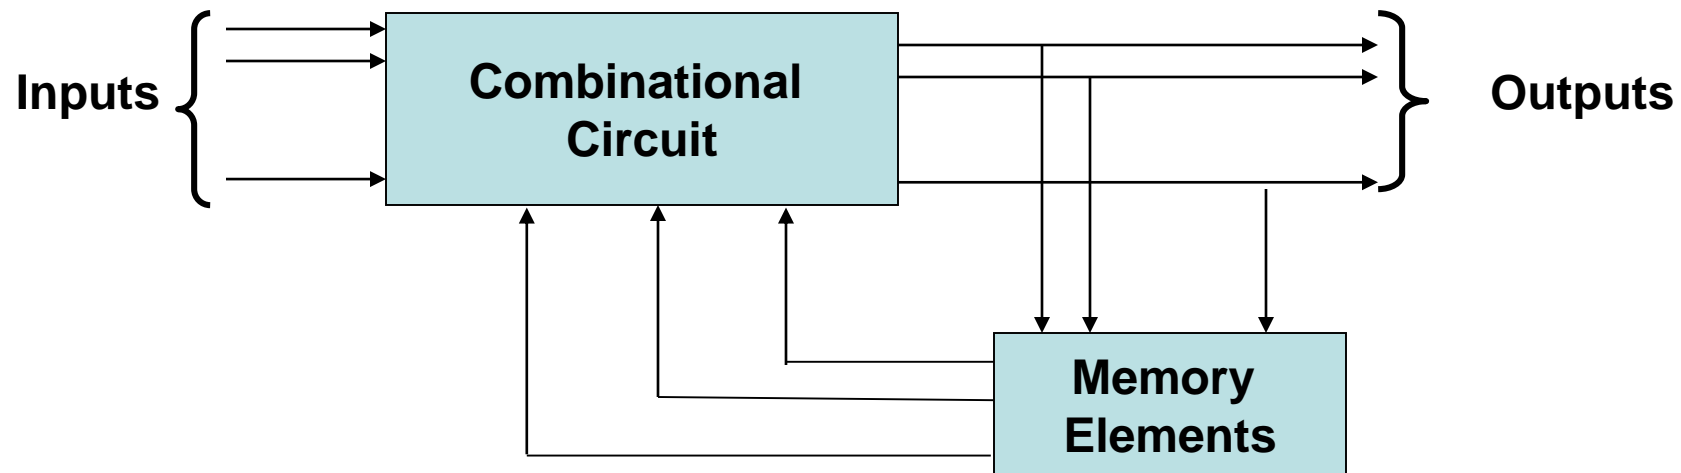 Inputs
Combinational
Circuit
Outputs
Memory
Elements